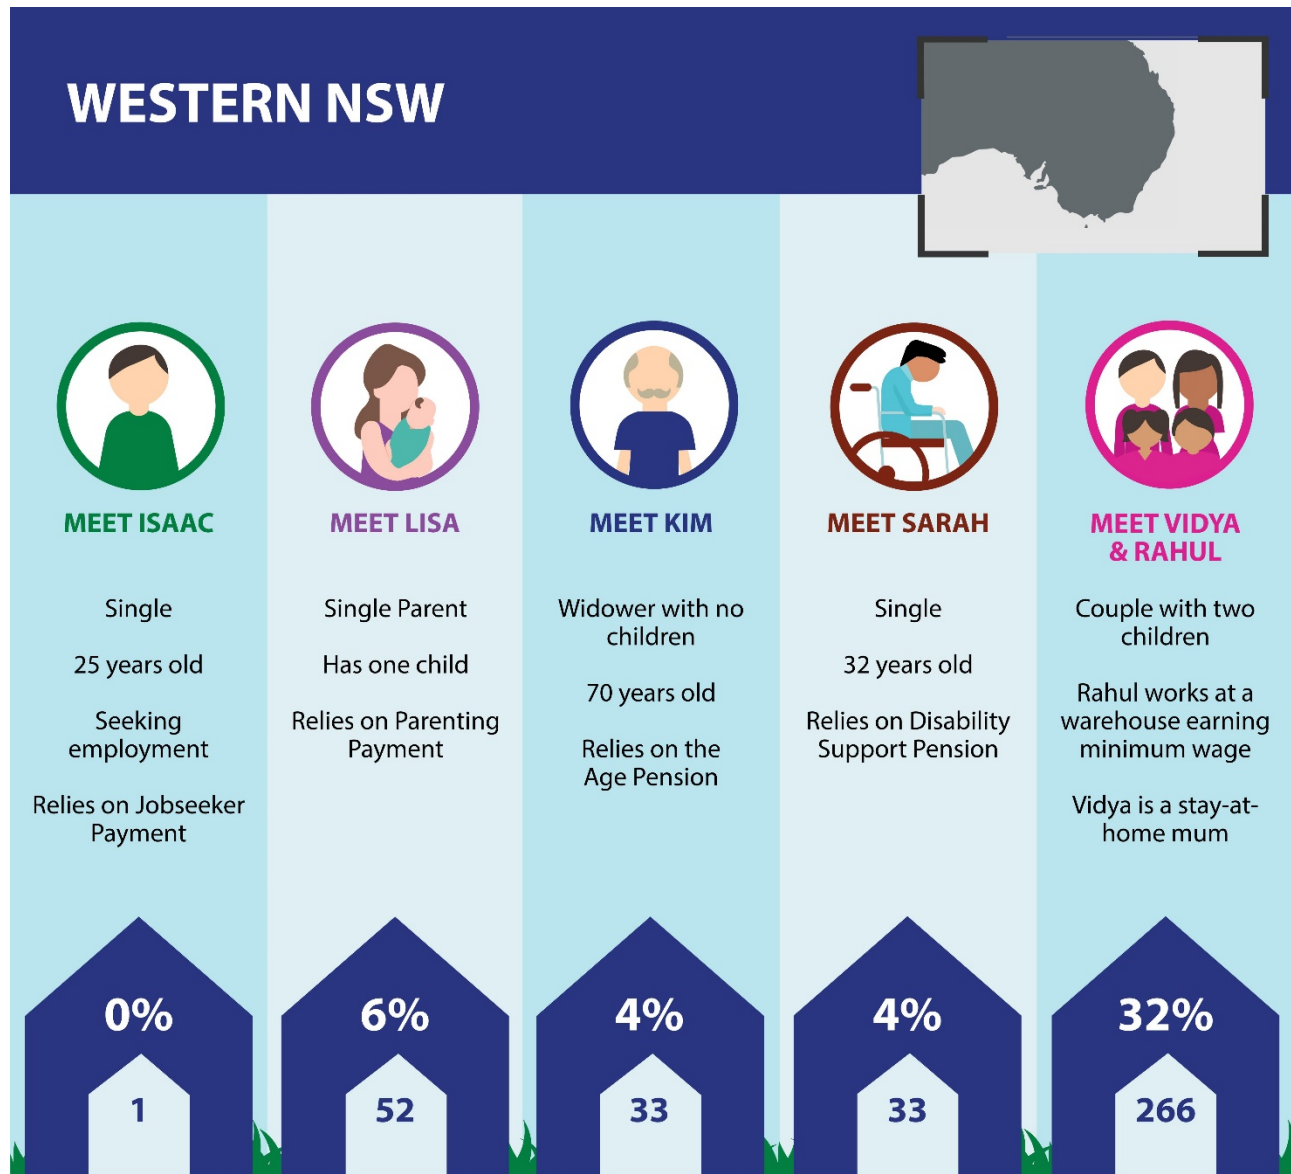 WESTERN NSW
MEET ISAAC
Single
25 years old
Seeking
employment
Relies on Jobseeker
Payment
0%
1
MEET LISA
Single Parent
Has one child
Relies on Parenting
Payment
6%
52
MEET KIM
Widower with no
children
70 years old
Relies on the
Age Pension
4%
33
MEET SARAH
Single
32 years old
Relies on Disability
Support Pension
4%
33
MEET VIDYA
& RAHUL
Couple with two
children
Rahul works at a
warehouse earning
minimum wage
Vidya is a stay-at-
home mum
32%
266